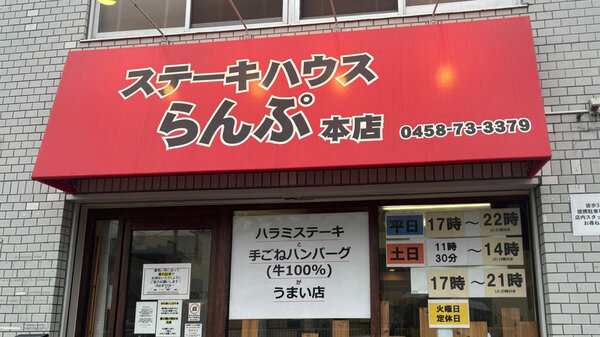 ステーキハウス
らんぷ 本店 0458-73-3379
ハラミステーキ
と
手ごねハンバーグ
(牛100%)
が
うまい店
平日 17時〜22時
土日 11時30分〜14時
17時〜21時
火曜日
定休日